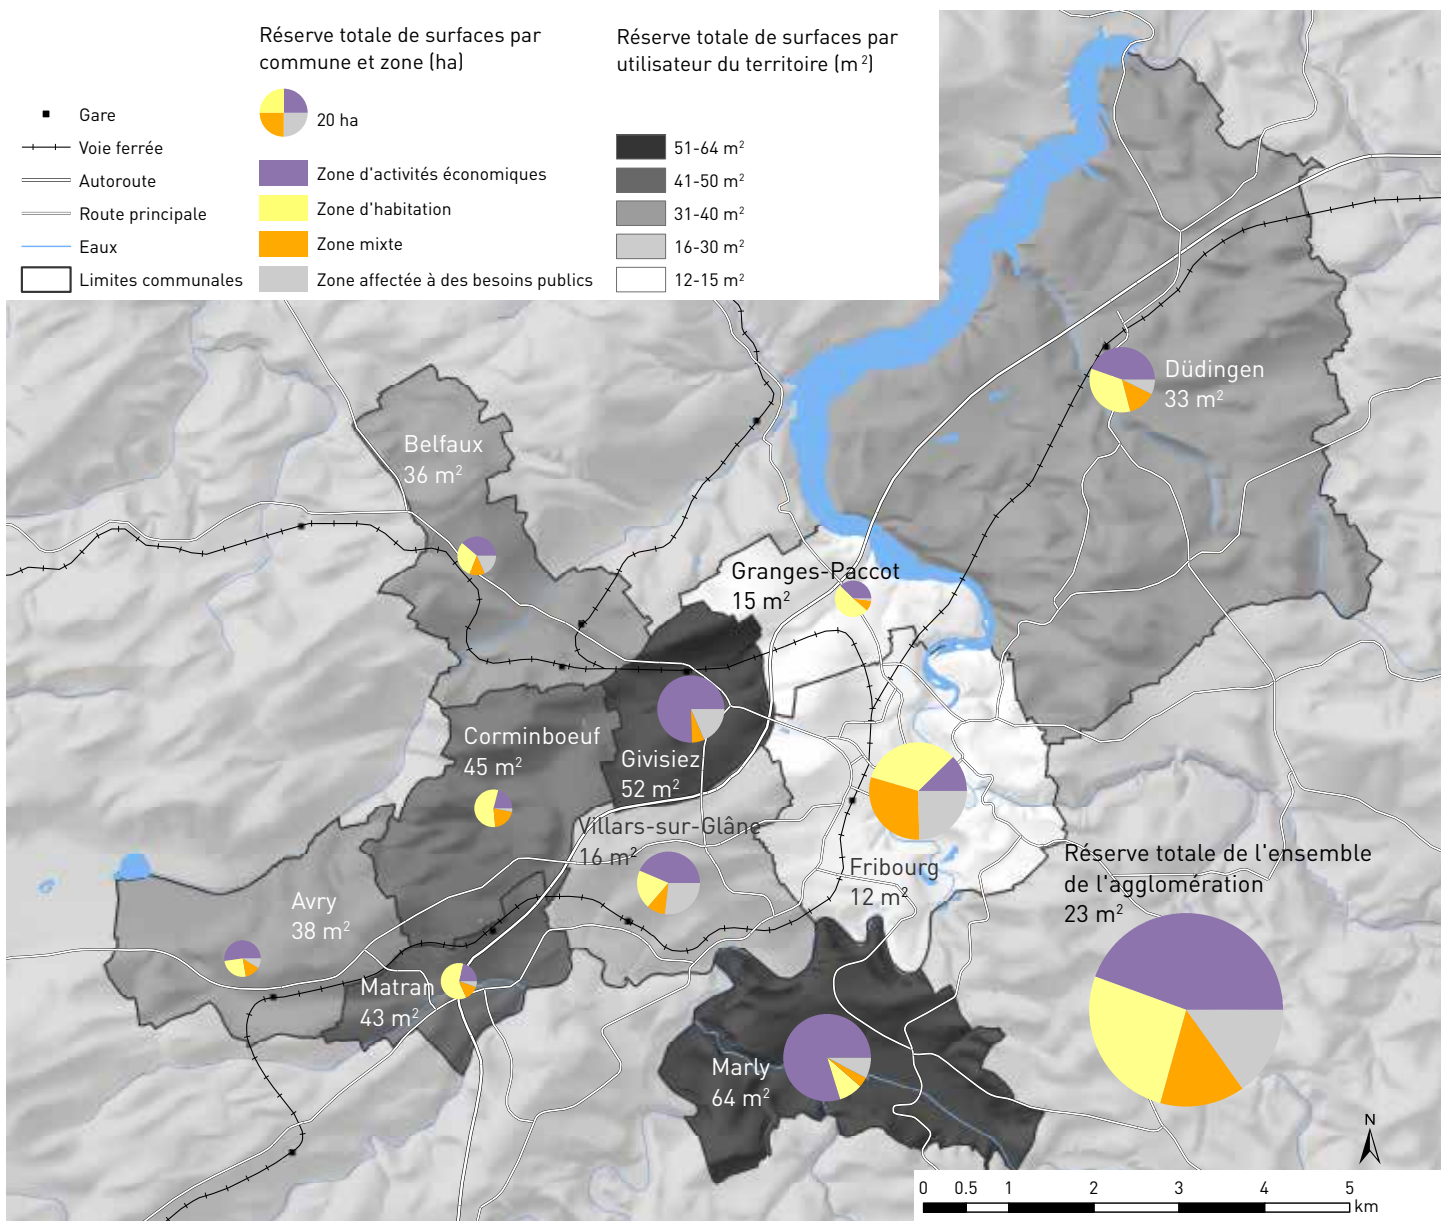 Gare
Voie ferrée
Autoroute
Route principale
Eaux
Limites communales
Réserve totale de surfaces par
commune et zone (ha)
20 ha
Zone d'activités économiques
Zone d'habitation
Zone mixte
Zone affectée à des besoins publics
Réserve totale de surfaces par
utilisateur du territoire (m²)
51-64 m²
41-50 m²
31-40 m²
16-30 m²
12-15 m²
Düdingen
33 m²
Belfaux
36 m²
Granges-Paccot
15 m²
Corminboeuf
45 m²
Givisiez
52 m²
Villars-sur-Glâne
16 m²
Fribourg
12 m²
Réserve totale de l'ensemble
de l'agglomération
23 m²
Avry
38 m²
Matran
43 m²
Marly
64 m²
N
0 0.5 1 2 3 4 5
km